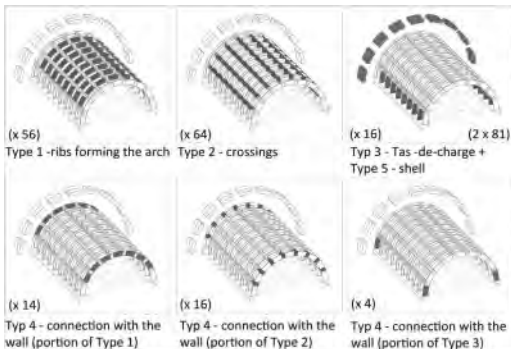 (x 56)
Type 1 -ribs forming the arch
(x 64)
Type 2 - crossings
(x 16) (2 x 81)
Typ 3 - Tas -de-charge +
Type 5 - shell
(x 14)
Typ 4 - connection with the
wall (portion of Type 1)
(x 16)
Typ 4 - connection with the
wall (portion of Type 2)
(x 4)
Typ 4 - connection with the
wall (portion of Type 3)